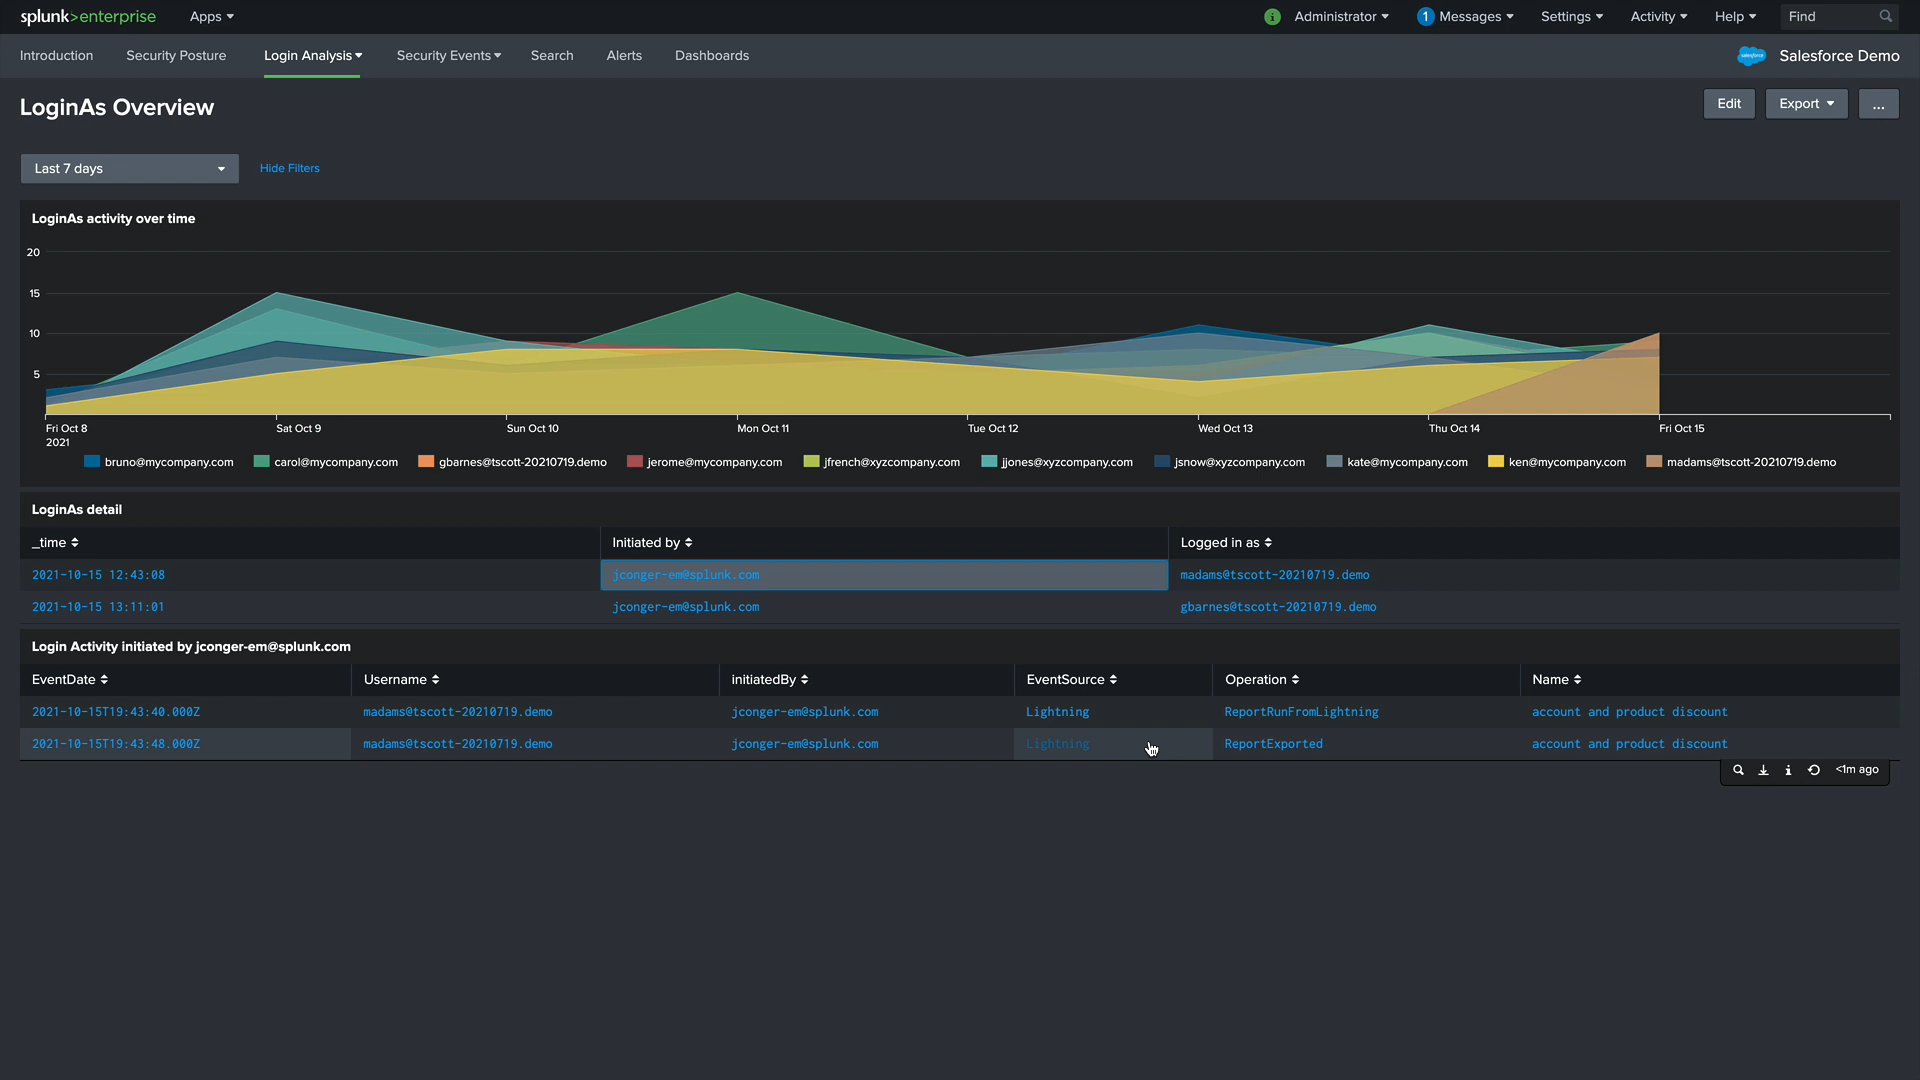 splunk>enterprise Apps Administrator 1 Messages Settings Activity Help Find
Introduction Security Posture Login Analysis Security Events Search Alerts Dashboards salesforce Salesforce Demo
LoginAs Overview Edit Export ...
Last 7 days Hide Filters
LoginAs activity over time
20
15
10
5
Fri Oct 8 Sat Oct 9 Sun Oct 10 Mon Oct 11 Tue Oct 12 Wed Oct 13 Thu Oct 14 Fri Oct 15
2021
bruno@mycompany.com carol@mycompany.com gbarnes@tscott-20210719.demo jerome@mycompany.com jfrench@xyzcompany.com jjones@xyzcompany.com jsnow@xyzcompany.com kate@mycompany.com ken@mycompany.com madams@tscott-20210719.demo
LoginAs detail
_time Initiated by Logged in as
2021-10-15 12:43:08 jconger-em@splunk.com madams@tscott-20210719.demo
2021-10-15 13:11:01 jconger-em@splunk.com gbarnes@tscott-20210719.demo
Login Activity initiated by jconger-em@splunk.com
EventDate Username initiatedBy EventSource Operation Name
2021-10-15T19:43:40.000Z madams@tscott-20210719.demo jconger-em@splunk.com Lightning ReportRunFromLightning account and product discount
2021-10-15T19:43:48.000Z madams@tscott-20210719.demo jconger-em@splunk.com Lightning ReportExported account and product discount
<1m ago